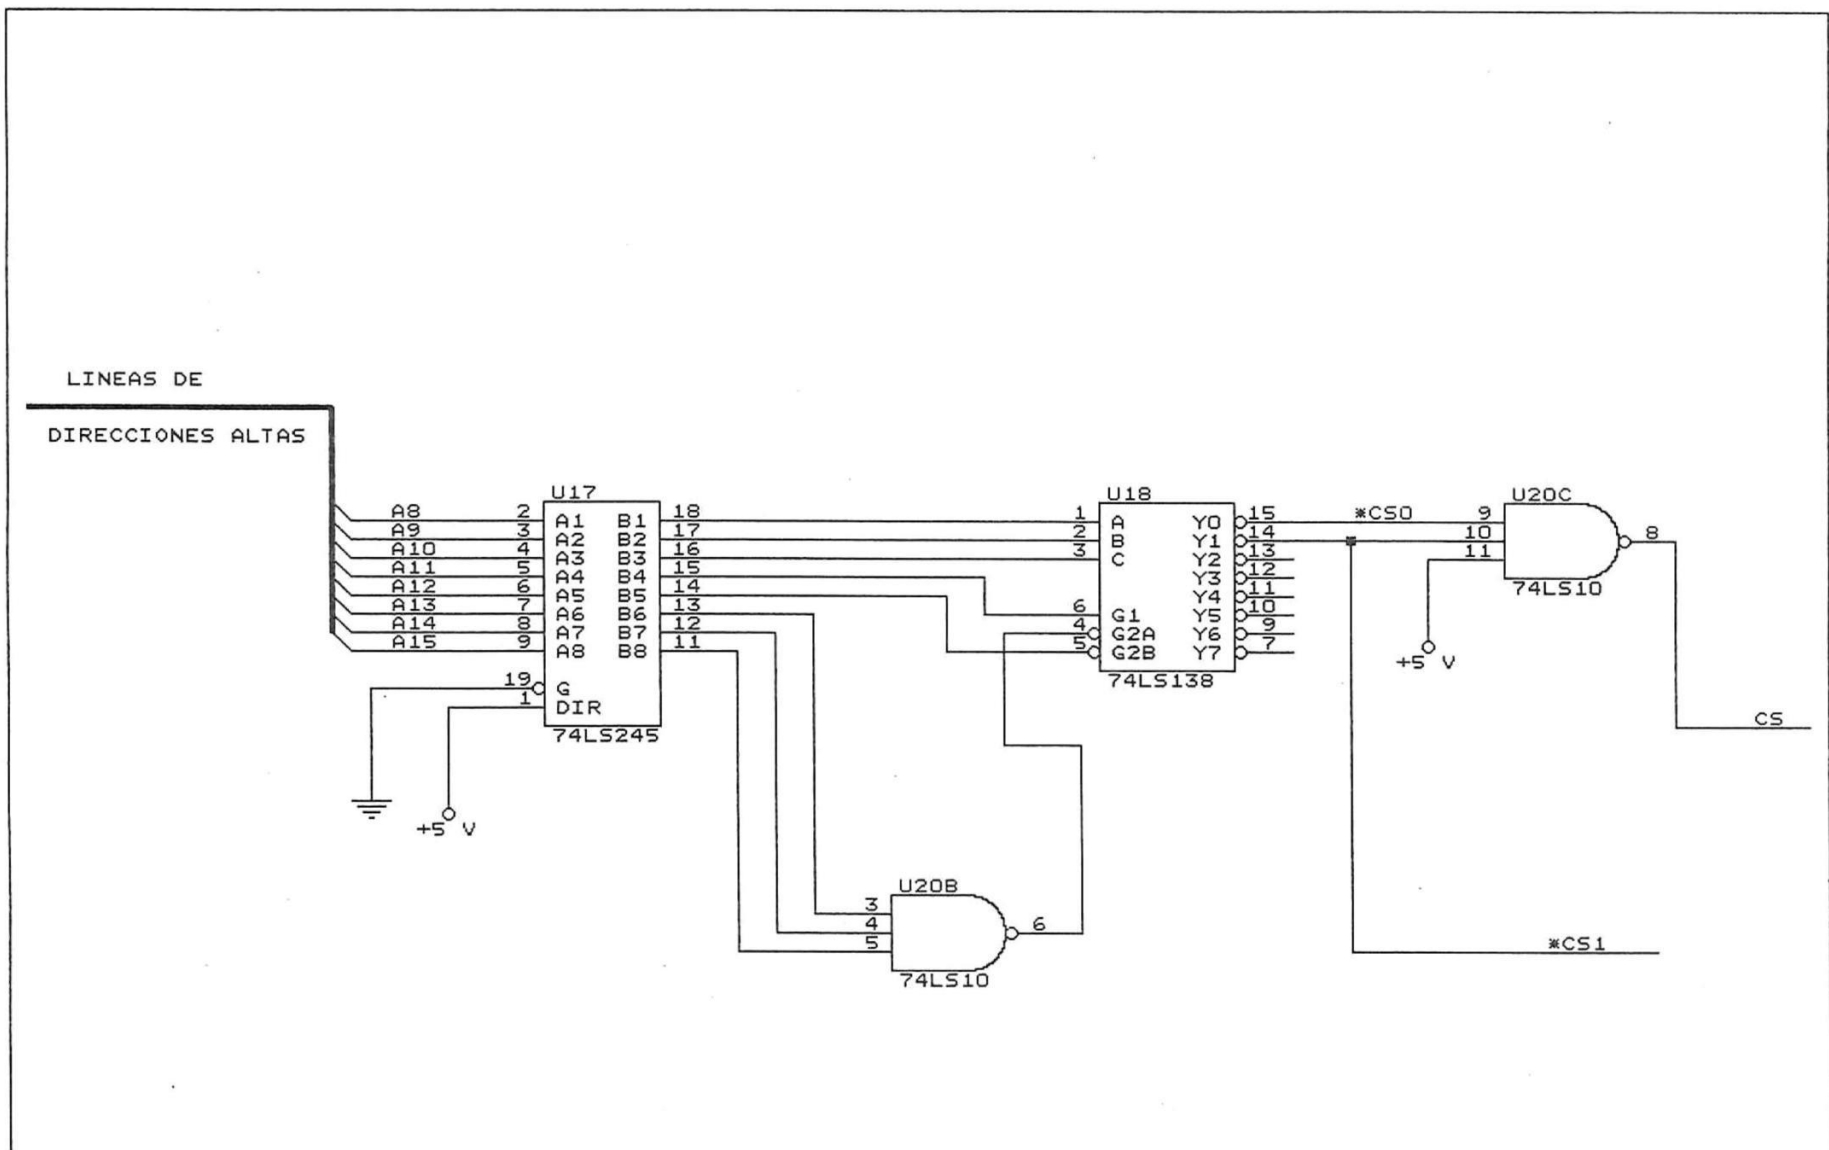 LINEAS DE
DIRECCIONES ALTAS
U17
A8 2 A1 B1 18
A9 3 A2 B2 17
A10 4 A3 B3 16
A11 5 A4 B4 15
A12 6 A5 B5 14
A13 7 A6 B6 13
A14 8 A7 B7 12
A15 9 A8 B8 11
19 G
1 DIR
74LS245
+5 V
U18
1 A Y0 15
2 B Y1 14
3 C Y2 13
Y3 12
Y4 11
6 G1 Y5 10
4 G2A Y6 9
5 G2B Y7 7
74LS138
*CS0
U20C
9
10
11
8
74LS10
+5 V
CS
U20B
3
4
5
6
74LS10
*CS1